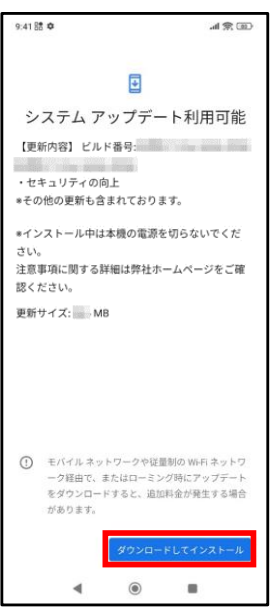 9:41
システム アップデート利用可能
【更新内容】 ビルド番号:
・セキュリティの向上
*その他の更新も含まれております。
*インストール中は本機の電源を切らないでくだ
さい。
注意事項に関する詳細は弊社ホームページをご確
認ください。
更新サイズ: MB
モバイル ネットワークや従量制の Wi-Fi ネットワ
ーク経由で、またはローミング時にアップデート
をダウンロードすると、追加料金が発生する場合
があります。
ダウンロードしてインストール